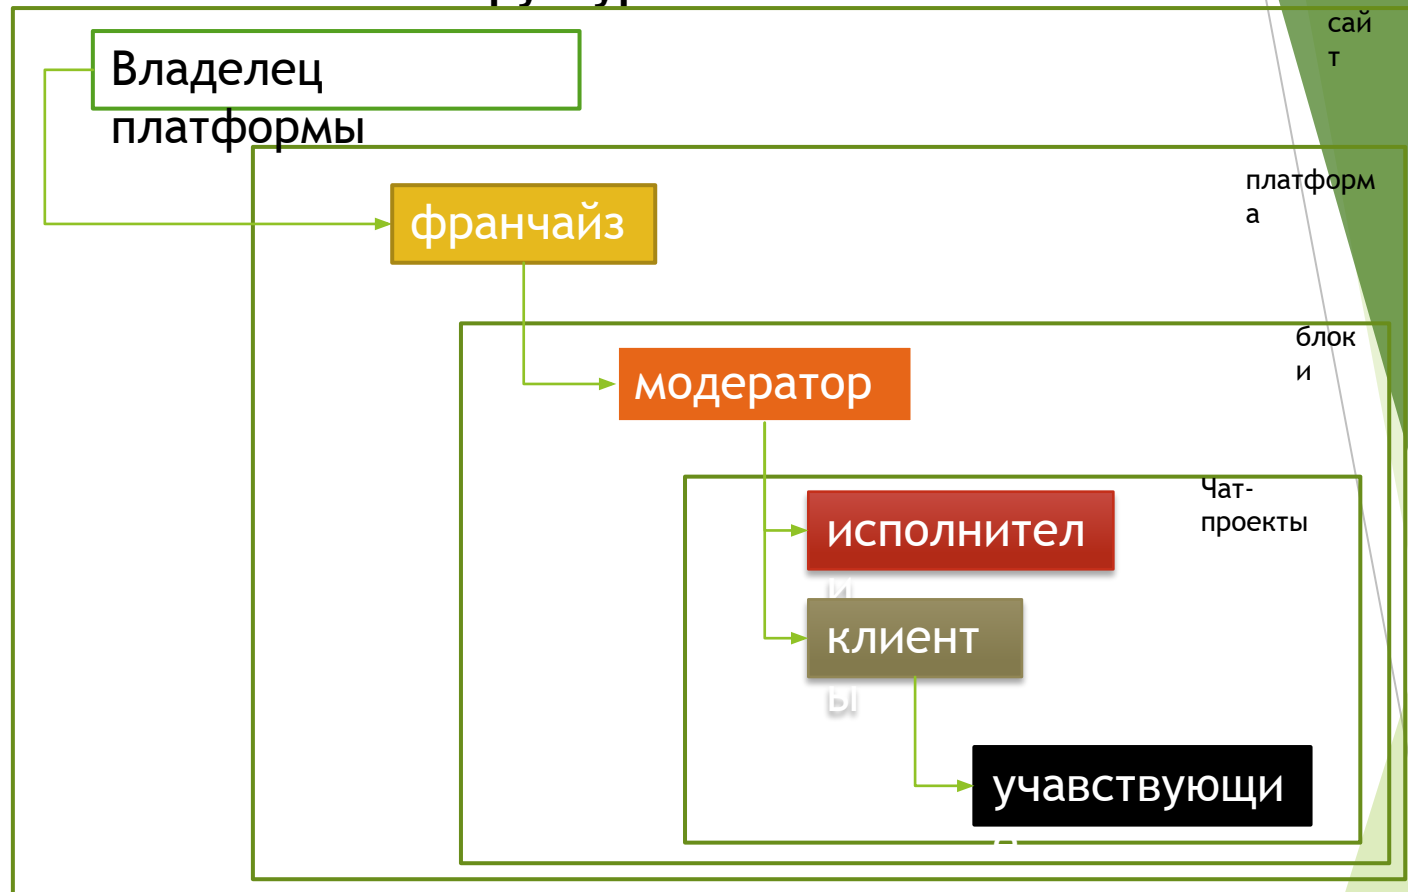 сай
т
Владелец
платформы
платформ
а
франчайз
блок
и
модератор
Чат-
проекты
исполнител
и
клиент
ы
учавствующи